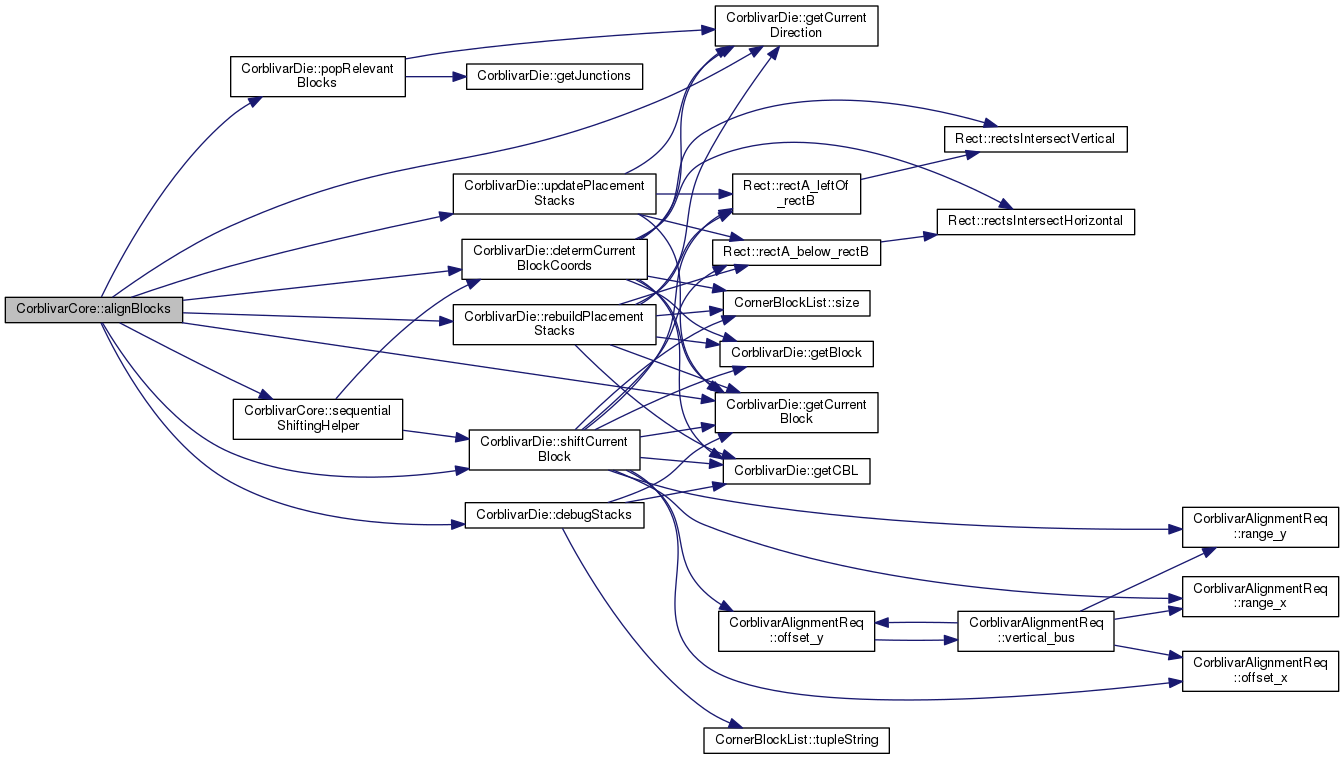 CorblivarDie::getCurrent
Direction
CorblivarDie::popRelevant
Blocks
CorblivarDie::getJunctions
Rect::rectsIntersectVertical
CorblivarDie::updatePlacement
Stacks
Rect::rectA_leftOf
_rectB
Rect::rectsIntersectHorizontal
CorblivarDie::determCurrent
BlockCoords
Rect::rectA_below_rectB
CorblivarCore::alignBlocks
CornerBlockList::size
CorblivarDie::rebuildPlacement
Stacks
CorblivarDie::getBlock
CorblivarCore::sequential
ShiftingHelper
CorblivarDie::getCurrent
Block
CorblivarDie::shiftCurrent
Block
CorblivarDie::getCBL
CorblivarDie::debugStacks
CorblivarAlignmentReq
::range_y
CorblivarAlignmentReq
::range_x
CorblivarAlignmentReq
::offset_y
CorblivarAlignmentReq
::vertical_bus
CorblivarAlignmentReq
::offset_x
CornerBlockList::tupleString